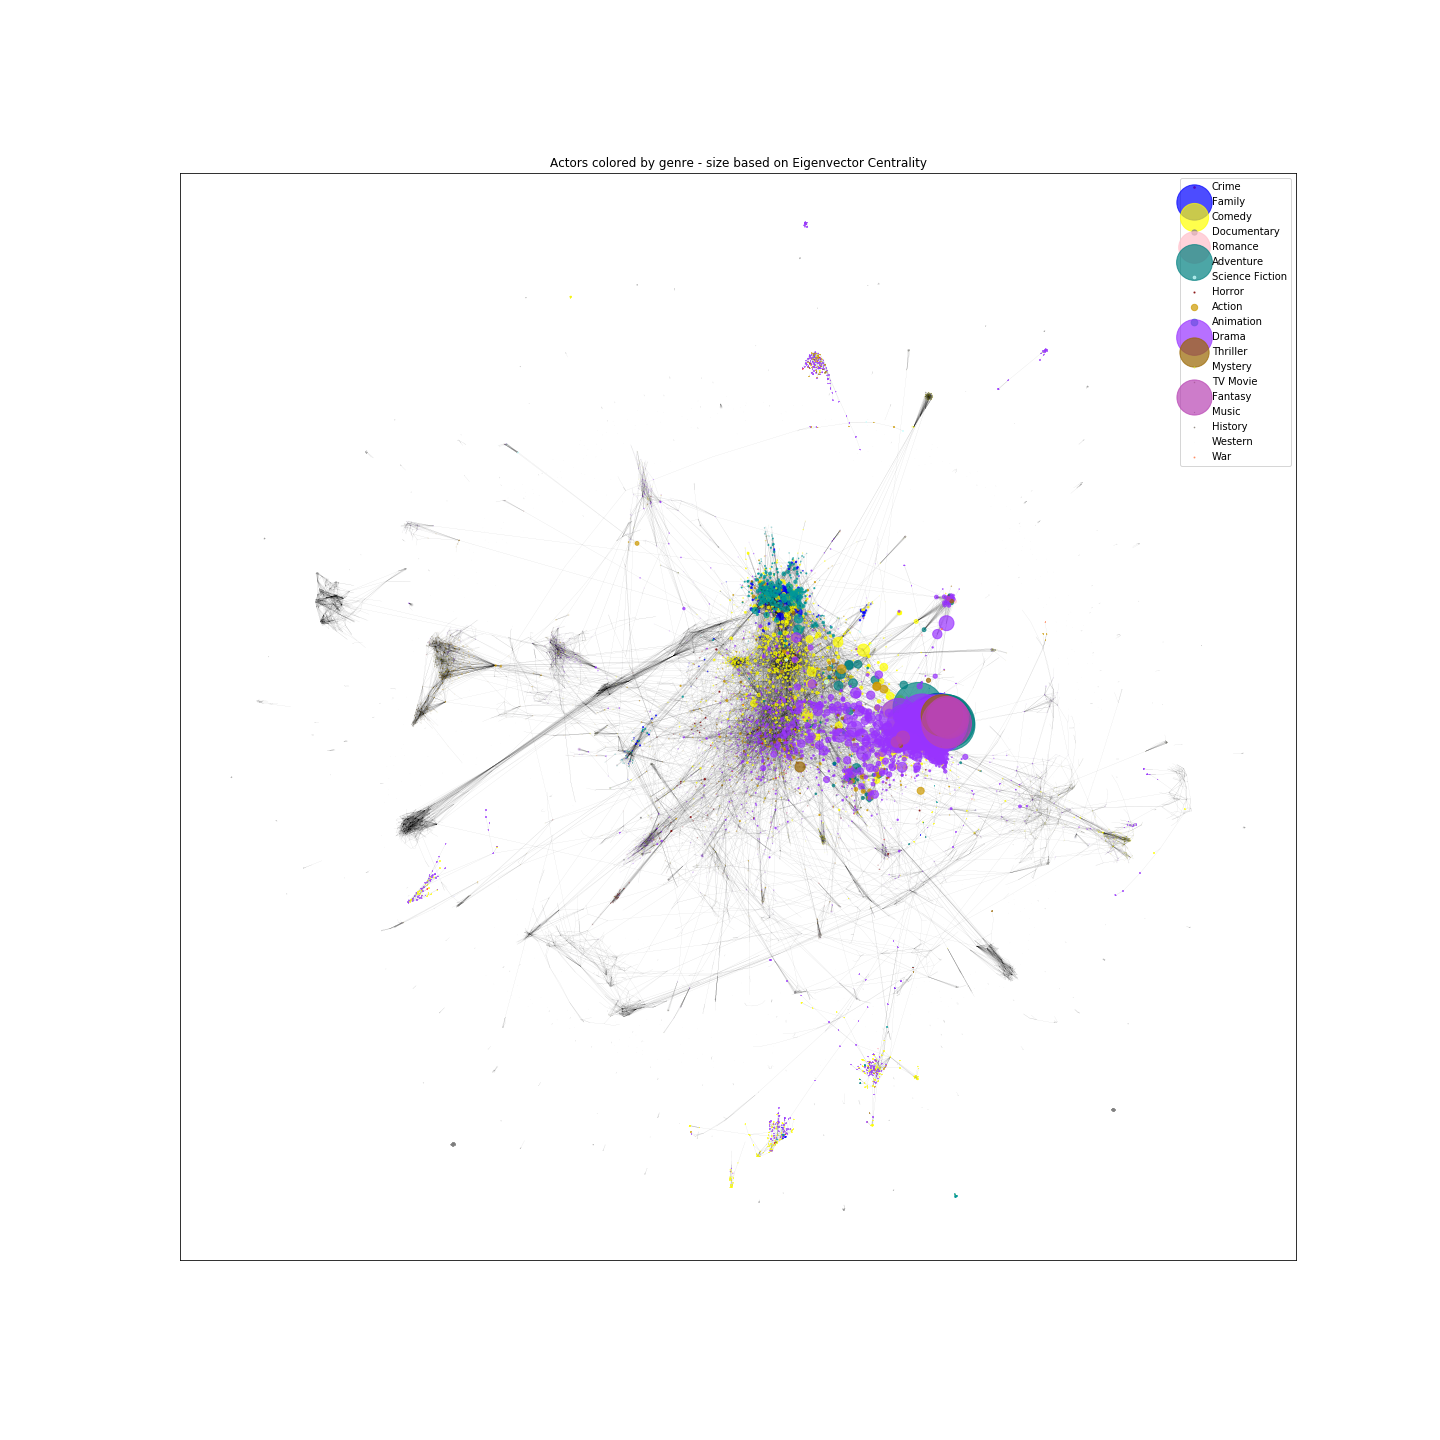 Actors colored by genre - size based on Eigenvector Centrality
Crime
Family
Comedy
Documentary
Romance
Adventure
Science Fiction
Horror
Action
Animation
Drama
Thriller
Mystery
TV Movie
Fantasy
Music
History
Western
War